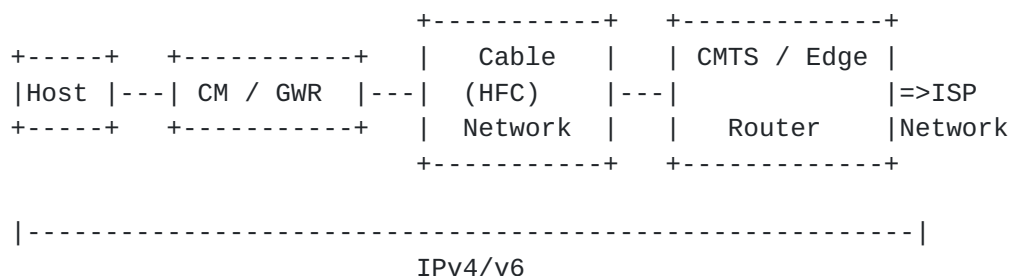 +-----------+   +-------------+
+-----+   +-----------+   |   Cable   |   | CMTS / Edge |
|Host |---| CM / GWR  |---|  (HFC)    |---|             |=>ISP
+-----+   +-----------+   |  Network  |   |   Router    |Network
                          +-----------+   +-------------+
|---------------------------------------------------------|
                          IPv4/v6